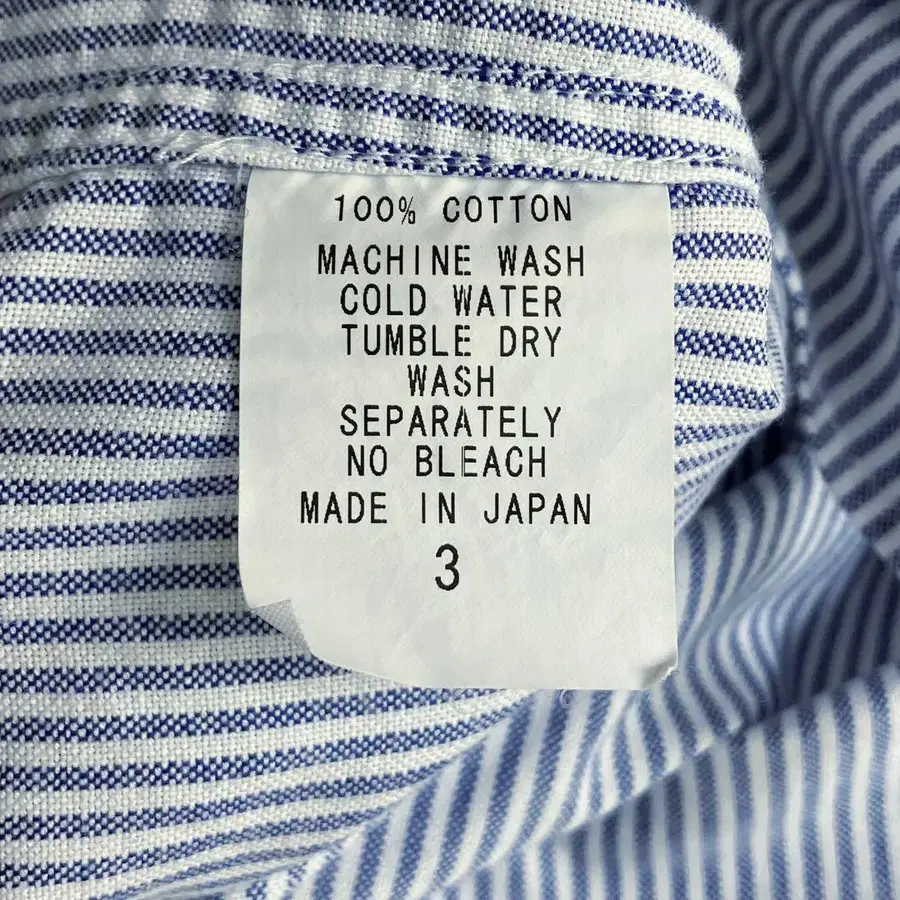 100% COTTON
MACHINE WASH
COLD WATER
TUMBLE DRY
WASH
SEPARATELY
NO BLEACH
MADE IN JAPAN
3